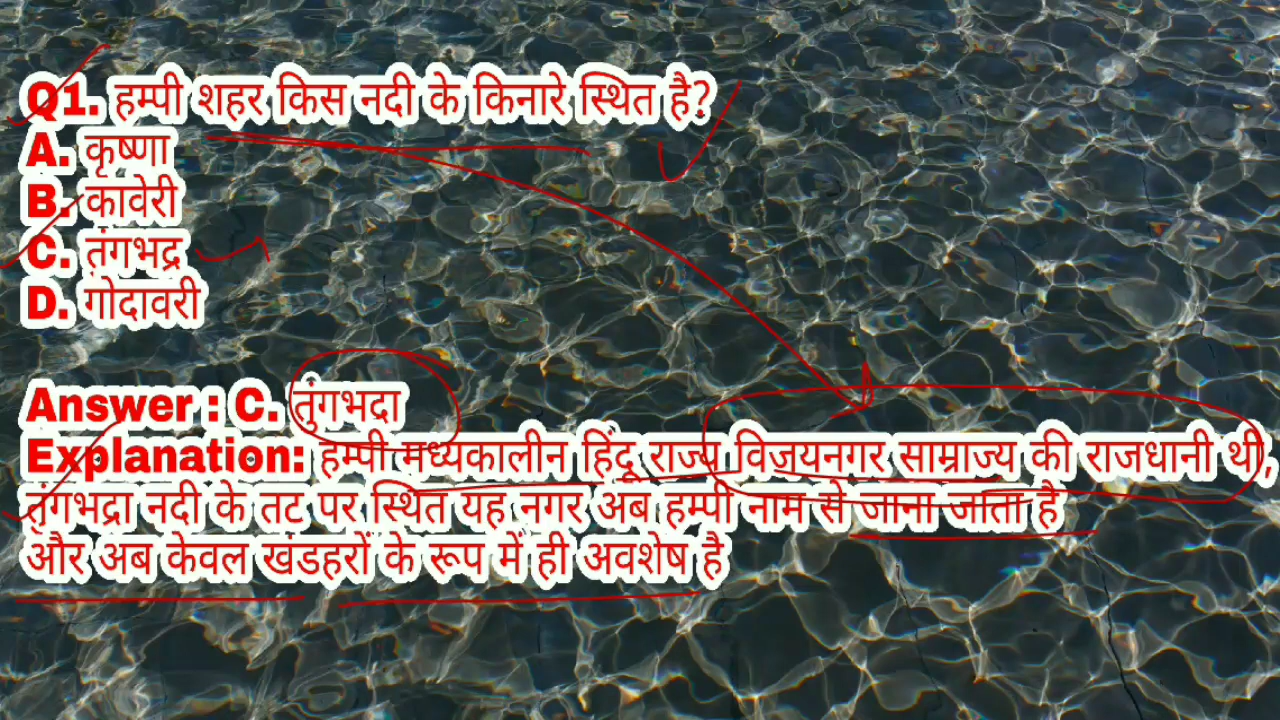 Q1. हम्पी शहर किस नदी के किनारे स्थित है?
A. कृष्णा
B. कावेरी
C. तुंगभद्र
D. गोदावरी
Answer : C. तुंगभदा
Explanation: हम्पी मध्यकालीन हिंदू राज्य विजयनगर साम्राज्य की राजधानी थी,
तुंगभद्रा नदी के तट पर स्थित यह नगर अब हम्पी नाम से जाना जाता है
और अब केवल खंडहरों के रूप में ही अवशेष है